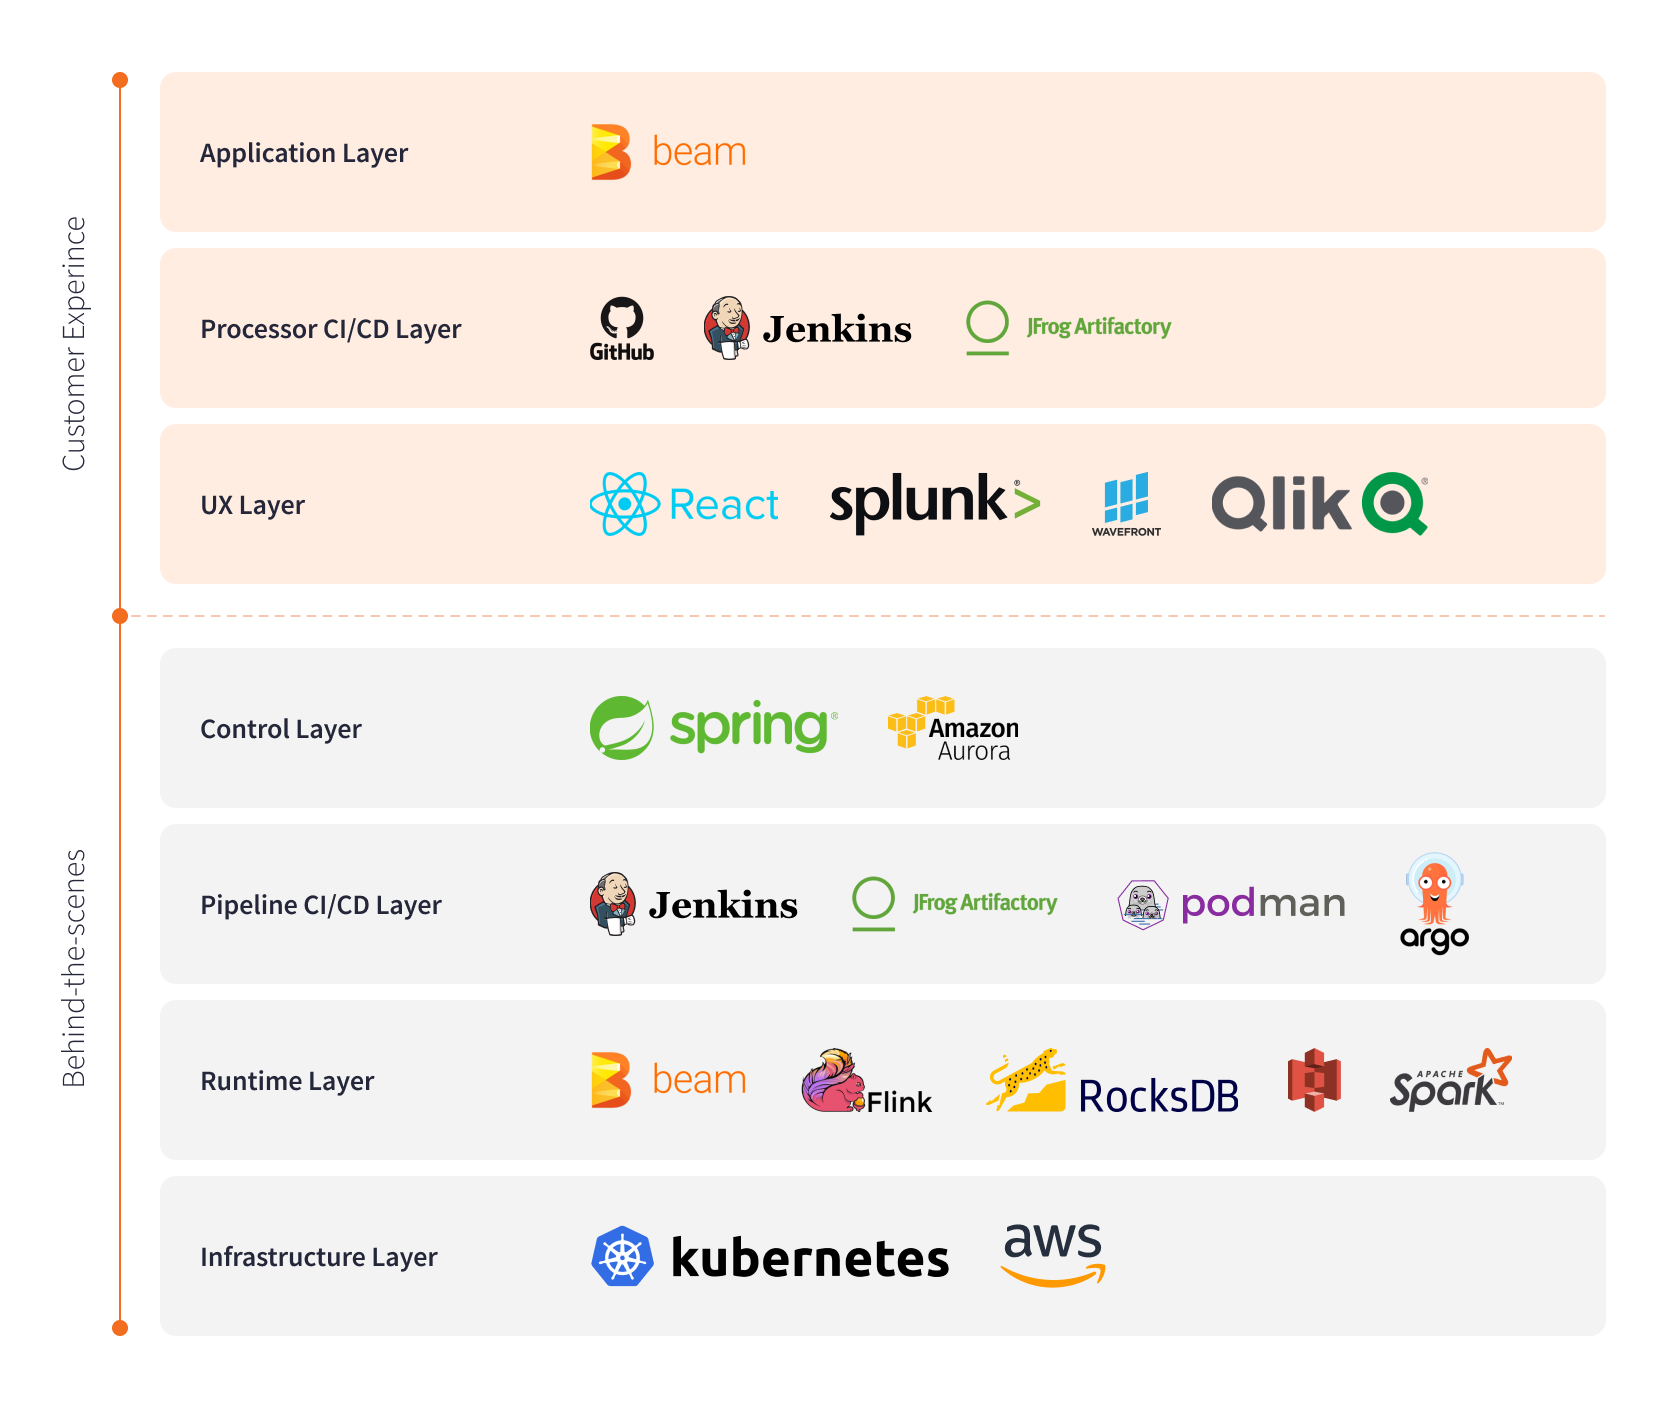 Customer Experince
Application Layer
beam
Processor CI/CD Layer
GitHub
Jenkins
JFrog Artifactory
UX Layer
React
splunk> ®
WAVEFRONT
Qlik Q ®
Behind-the-scenes
Control Layer
spring ®
Amazon
Aurora
Pipeline CI/CD Layer
Jenkins
JFrog Artifactory
podman
argo
Runtime Layer
beam
Flink
RocksDB
APACHE
Spark ™
Infrastructure Layer
kubernetes
aws